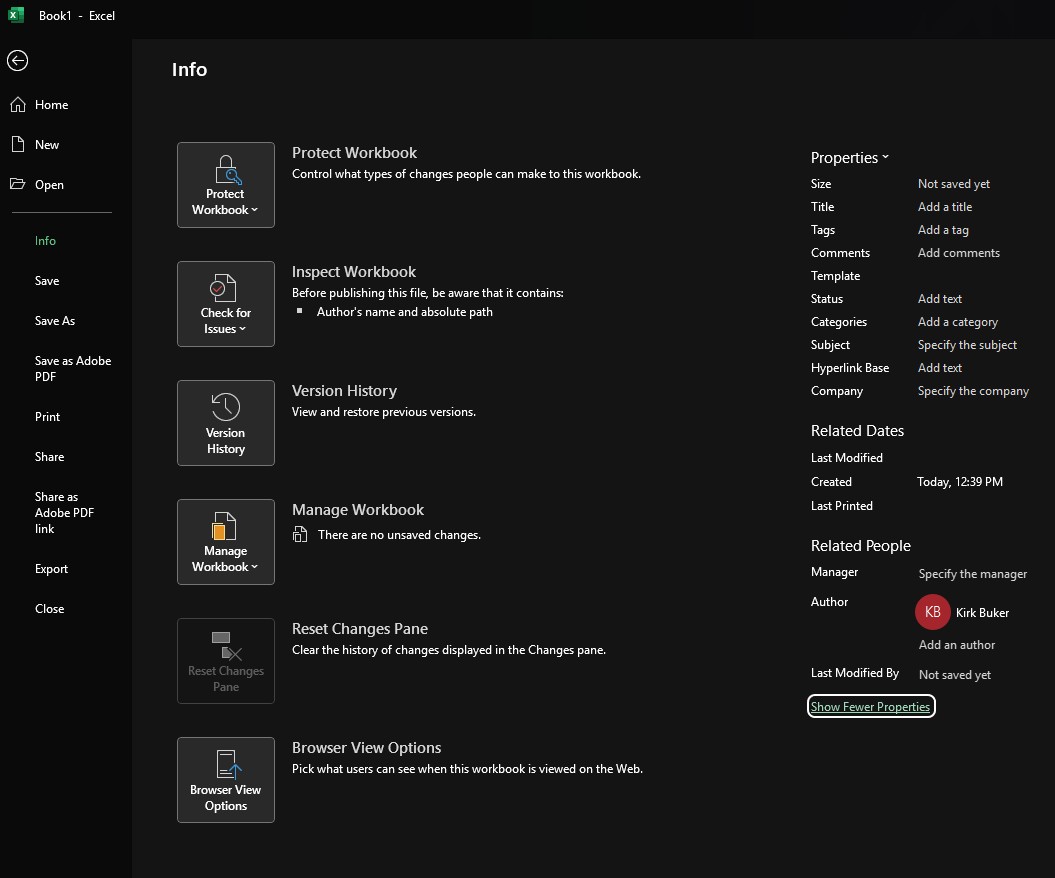 Book1 - Excel
Info
Home
New
Open
Info
Save
Save As
Save as Adobe
PDF
Print
Share
Share as
Adobe PDF
link
Export
Close
Protect
Workbook
Protect Workbook
Control what types of changes people can make to this workbook.
Check for
Issues
Inspect Workbook
Before publishing this file, be aware that it contains:
Author's name and absolute path
Version
History
Version History
View and restore previous versions.
Manage
Workbook
Manage Workbook
There are no unsaved changes.
Reset Changes
Pane
Reset Changes Pane
Clear the history of changes displayed in the Changes pane.
Browser View
Options
Browser View Options
Pick what users can see when this workbook is viewed on the Web.
Properties
Size Not saved yet
Title Add a title
Tags Add a tag
Comments Add comments
Template
Status Add text
Categories Add a category
Subject Specify the subject
Hyperlink Base Add text
Company Specify the company
Related Dates
Last Modified
Created Today, 12:39 PM
Last Printed
Related People
Manager Specify the manager
Author KB Kirk Buker
Add an author
Last Modified By Not saved yet
Show Fewer Properties